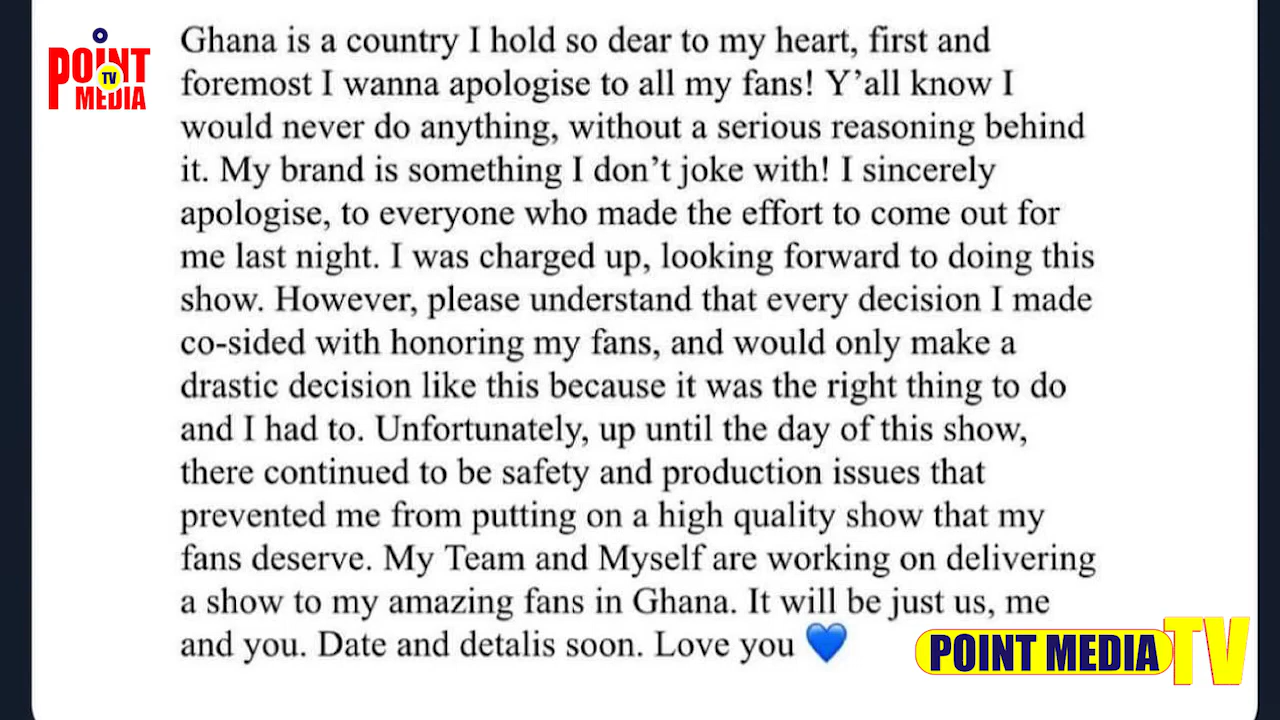 POINT
TV
MEDIA
Ghana is a country I hold so dear to my heart, first and
foremost I wanna apologise to all my fans! Y’all know I
would never do anything, without a serious reasoning behind
it. My brand is something I don’t joke with! I sincerely
apologise, to everyone who made the effort to come out for
me last night. I was charged up, looking forward to doing this
show. However, please understand that every decision I made
co-sided with honoring my fans, and would only make a
drastic decision like this because it was the right thing to do
and I had to. Unfortunately, up until the day of this show,
there continued to be safety and production issues that
prevented me from putting on a high quality show that my
fans deserve. My Team and Myself are working on delivering
a show to my amazing fans in Ghana. It will be just us, me
and you. Date and detalis soon. Love you 💙
POINT MEDIA TV